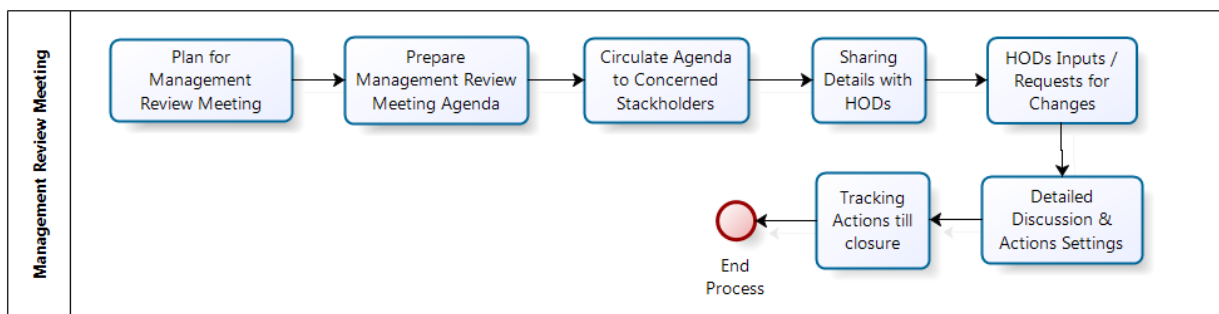 Management Review Meeting
Plan for
Management
Review Meeting
Prepare
Management Review
Meeting Agenda
Circulate Agenda
to Concerned
Stackholders
Sharing
Details with
HODs
HODs Inputs /
Requests for
Changes
Detailed
Discussion &
Actions Settings
Tracking
Actions till
closure
End
Process